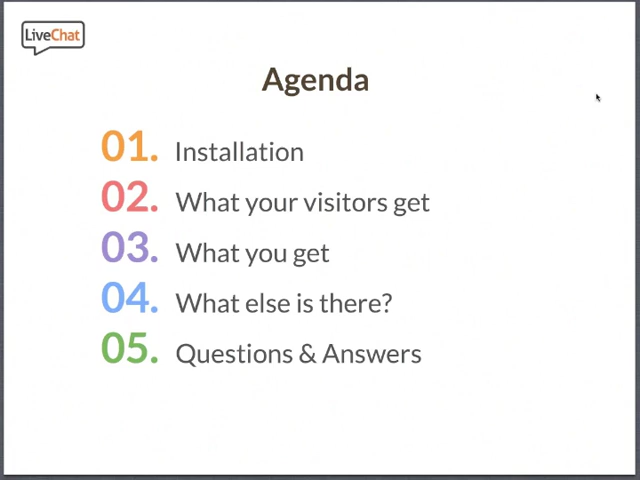 LiveChat
Agenda
01. Installation
02. What your visitors get
03. What you get
04. What else is there?
05. Questions & Answers